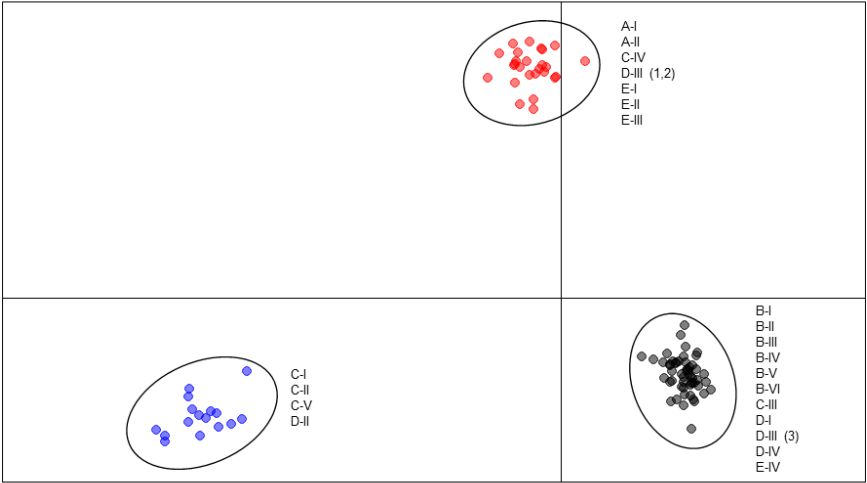 A-I
A-II
C-IV
D-III (1,2)
E-I
E-II
E-III
C-I
C-II
C-V
D-II
B-I
B-II
B-III
B-IV
B-V
B-VI
C-III
D-I
D-III (3)
D-IV
E-IV